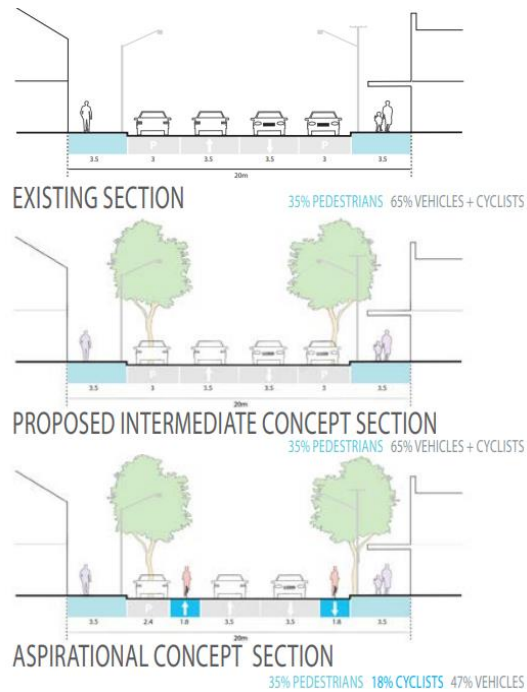 P P
3.5 3 3.5 3.5 3 3.5
20m
EXISTING SECTION
35% PEDESTRIANS 65% VEHICLES + CYCLISTS
P P
3.5 3 3.5 3.5 3 3.5
20m
PROPOSED INTERMEDIATE CONCEPT SECTION
35% PEDESTRIANS 65% VEHICLES + CYCLISTS
P
3.5 2.4 1.8 3.5 3.5 1.8 3.5
20m
ASPIRATIONAL CONCEPT SECTION
35% PEDESTRIANS 18% CYCLISTS 47% VEHICLES